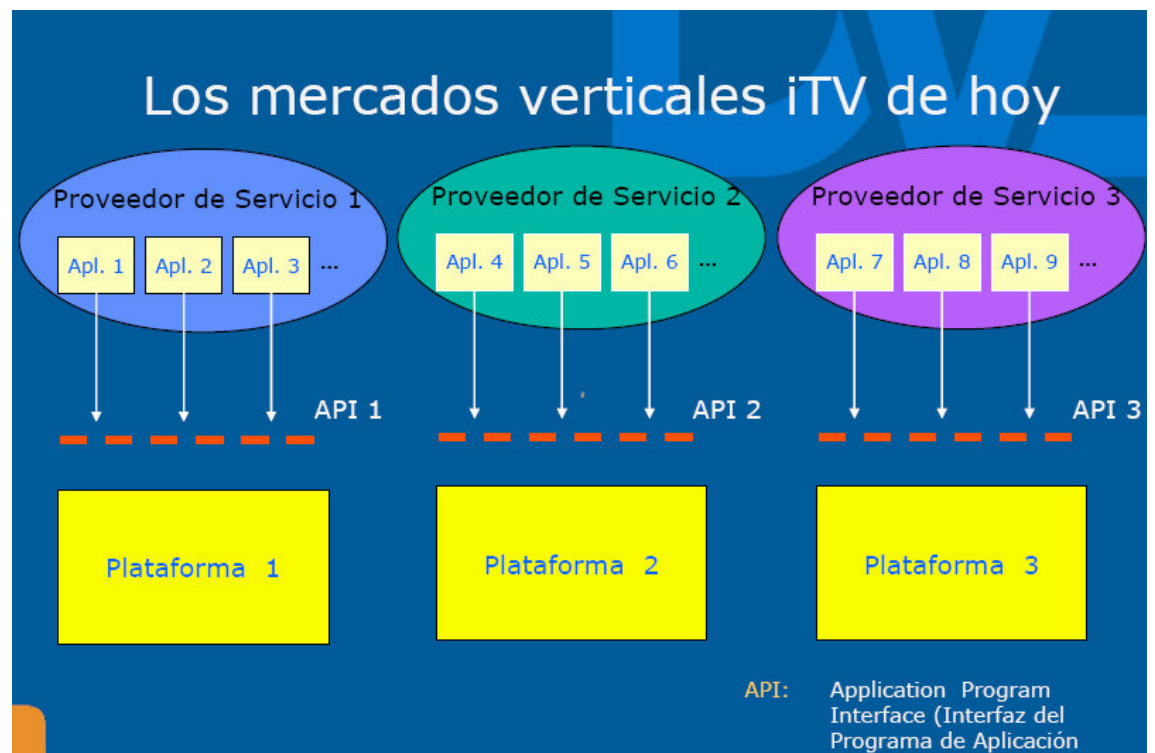 Los mercados verticales iTV de hoy
Proveedor de Servicio 1
Proveedor de Servicio 2
Proveedor de Servicio 3
Apl. 1 Apl. 2 Apl. 3 ...
Apl. 4 Apl. 5 Apl. 6 ...
Apl. 7 Apl. 8 Apl. 9 ...
API 1
API 2
API 3
Plataforma 1
Plataforma 2
Plataforma 3
API: Application Program
Interface (Interfaz del
Programa de Aplicación